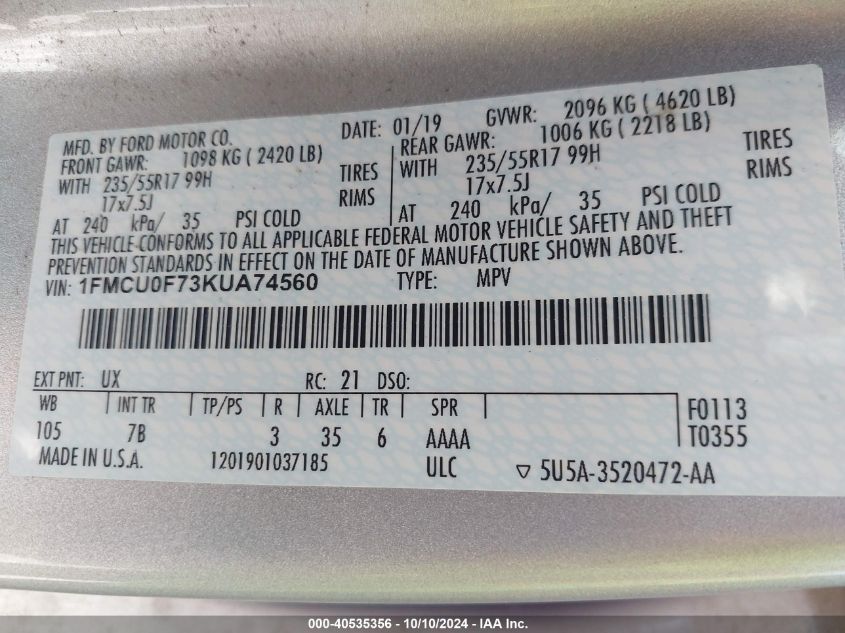 MFD. BY FORD MOTOR CO. DATE: 01/19 GVWR: 2096 KG ( 4620 LB)
FRONT GAWR: 1098 KG ( 2420 LB) REAR GAWR: 1006 KG ( 2218 LB)
WITH 235/55R17 99H TIRES WITH 235/55R17 99H TIRES
17x7.5J RIMS 17x7.5J RIMS
AT 240 kPa/ 35 PSI COLD AT 240 kPa/ 35 PSI COLD
THIS VEHICLE CONFORMS TO ALL APPLICABLE FEDERAL MOTOR VEHICLE SAFETY AND THEFT
PREVENTION STANDARDS IN EFFECT ON THE DATE OF MANUFACTURE SHOWN ABOVE.
VIN: 1FMCU0F73KUA74560 TYPE: MPV
EXT PNT: UX RC: 21 DSO:
WB INT TR TP/PS R AXLE TR SPR F0113
105 7B 3 35 6 AAAA T0355
MADE IN U.S.A. 1201901037185 ULC ▽ 5U5A-3520472-AA
000-40535356 - 10/10/2024 - IAA Inc.